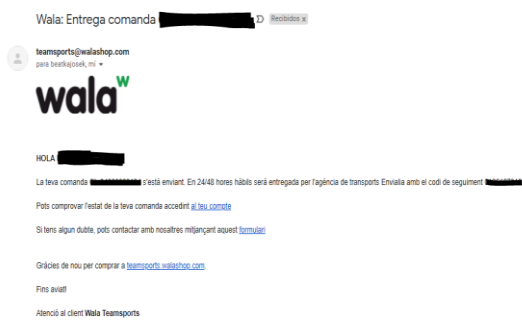 Wala: Entrega comanda
Recibidos x
teamsports@walashop.com
para beatkajosek, mi
wala w
HOLA
La teva comanda s'està enviant. En 24/48 hores hàbils serà entregada per l'agència de transports Envialia amb el codi de seguiment
Pots comprovar l'estat de la teva comanda accedint al teu compte
Si tens algun dubte, pots contactar amb nosaltres mitjançant aquest formulari
Gràcies de nou per comprar a teamsports.walashop.com.
Fins aviat!
Atenció al client Wala Teamsports